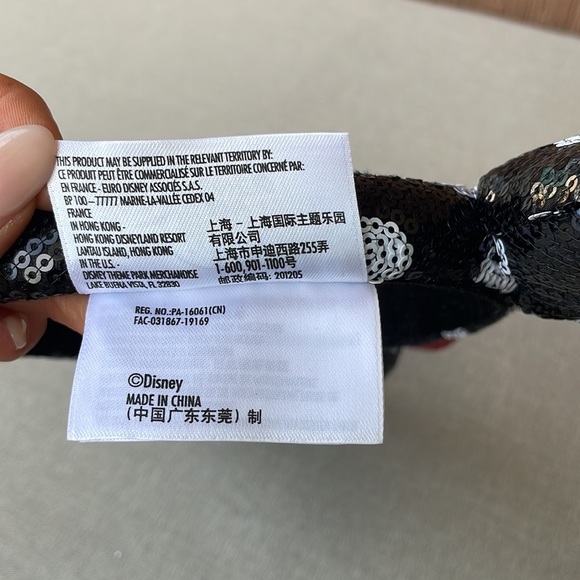 THIS PRODUCT MAY BE SUPPLIED IN THE RELEVANT TERRITORY BY:
CE PRODUIT PEUT ÊTRE COMMERCIALISÉ SUR LE TERRITOIRE CONCERNÉ PAR:
EN FRANCE - EURO DISNEY ASSOCIÉS S.A.S.
BP 100 - 77777 MARNE-LA-VALLÉE CEDEX 04
FRANCE
IN HONG KONG -
HONG KONG DISNEYLAND RESORT
LANTAU ISLAND, HONG KONG
IN THE U.S. -
DISNEY THEME PARK MERCHANDISE
LAKE BUENA VISTA, FL 32830
上海 - 上海国际主题乐园
有限公司
上海市申迪西路255弄
1-600,901-1100号
邮政编码: 201205
REG. NO.:PA-16061(CN)
FAC-031867-19169
©Disney
MADE IN CHINA
(中国广东东莞) 制